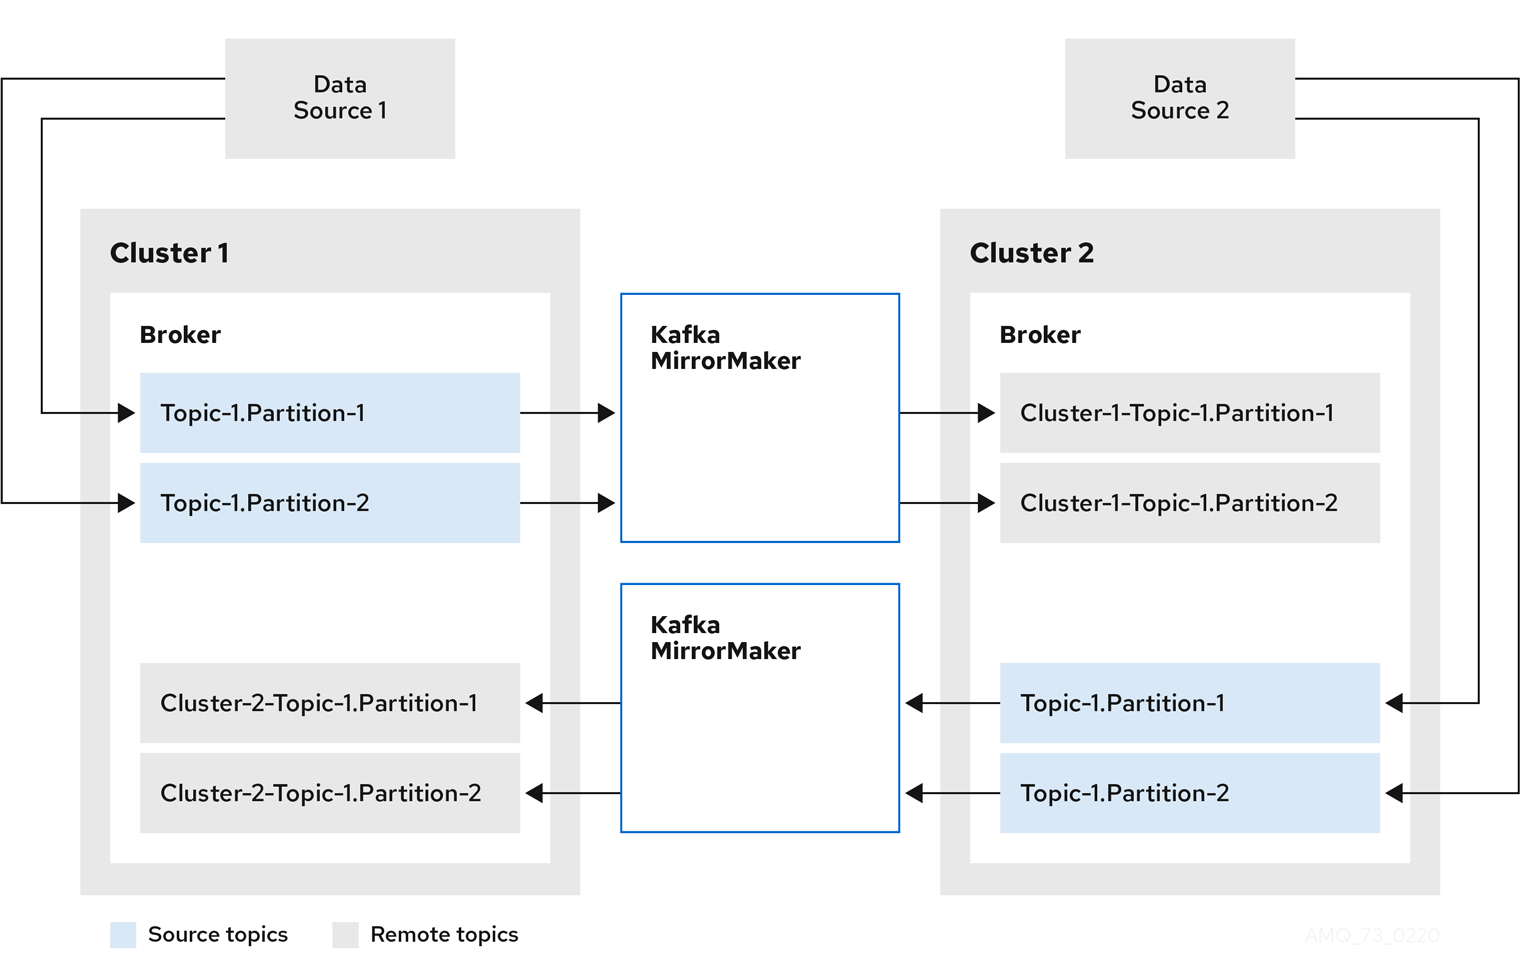 Data
Source 1
Data
Source 2
Cluster 1
Cluster 2
Broker
Kafka
MirrorMaker
Broker
Topic-1.Partition-1
Cluster-1-Topic-1.Partition-1
Topic-1.Partition-2
Cluster-1-Topic-1.Partition-2
Kafka
MirrorMaker
Cluster-2-Topic-1.Partition-1
Topic-1.Partition-1
Cluster-2-Topic-1.Partition-2
Topic-1.Partition-2
Source topics
Remote topics
AMQ_73_0220